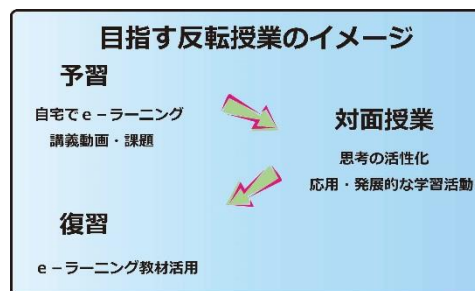 目指す反転授業のイメージ
予習
自宅でｅ－ラーニング
講義動画・課題
対面授業
思考の活性化
応用・発展的な学習活動
復習
ｅ－ラーニング教材活用